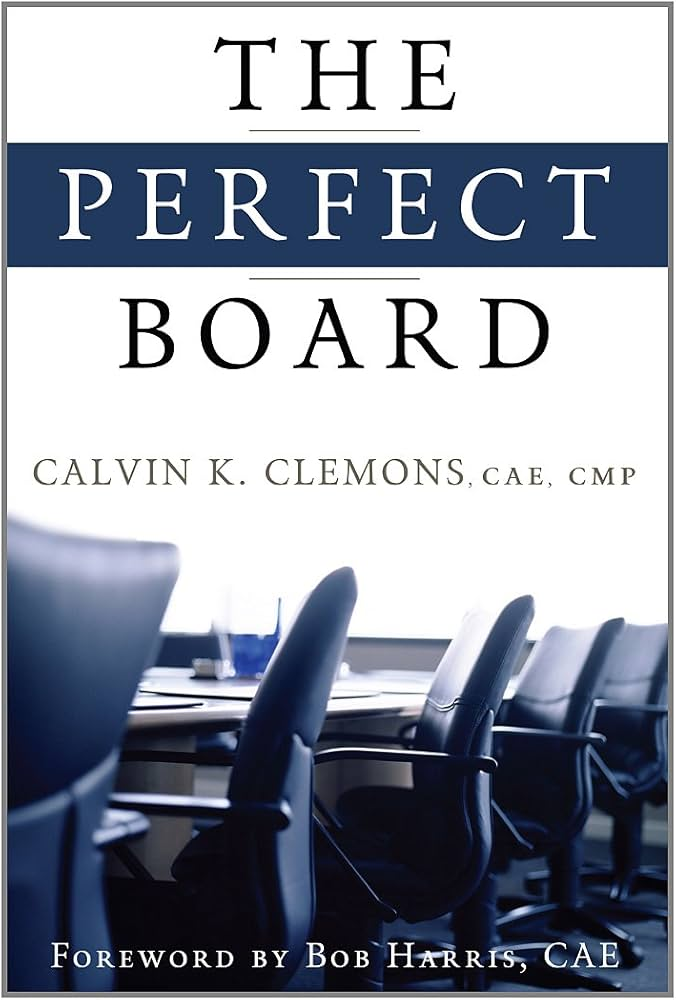 THE
PERFECT
BOARD
CALVIN K. CLEMONS, CAE, CMP
FOREWORD BY BOB HARRIS, CAE